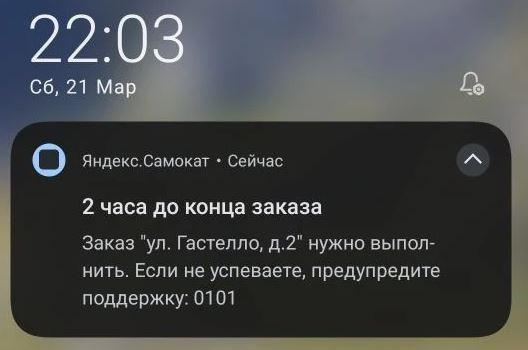 22:03
Сб, 21 Мар
Яндекс.Самокат • Сейчас
2 часа до конца заказа
Заказ "ул. Гастелло, д.2" нужно выпол-
нить. Если не успеваете, предупредите
поддержку: 0101